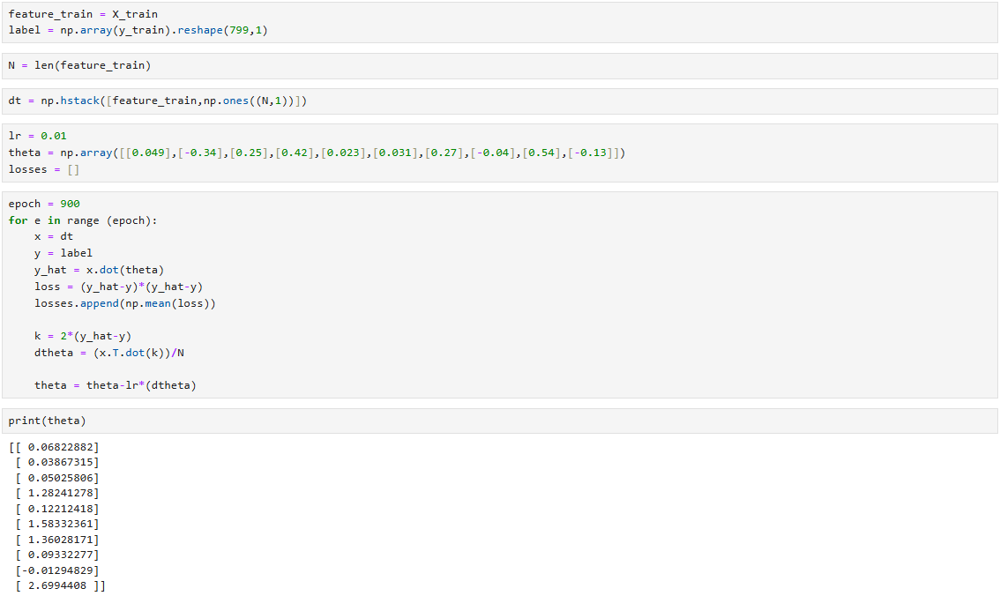 feature_train = X_train
label = np.array(y_train).reshape(799,1)
N = len(feature_train)
dt = np.hstack([feature_train,np.ones((N,1))])
lr = 0.01
theta = np.array([[0.049],[-0.34],[0.25],[0.42],[0.023],[0.031],[0.27],[-0.04],[0.54],[-0.13]])
losses = []
epoch = 900
for e in range (epoch):
    x = dt
    y = label
    y_hat = x.dot(theta)
    loss = (y_hat-y)*(y_hat-y)
    losses.append(np.mean(loss))

    k = 2*(y_hat-y)
    dtheta = (x.T.dot(k))/N

    theta = theta-lr*(dtheta)
print(theta)
[[ 0.06822882]
 [ 0.03867315]
 [ 0.05025806]
 [ 1.28241278]
 [ 0.12212418]
 [ 1.58332361]
 [ 1.36028171]
 [ 0.09332277]
 [-0.01294829]
 [ 2.6994408 ]]